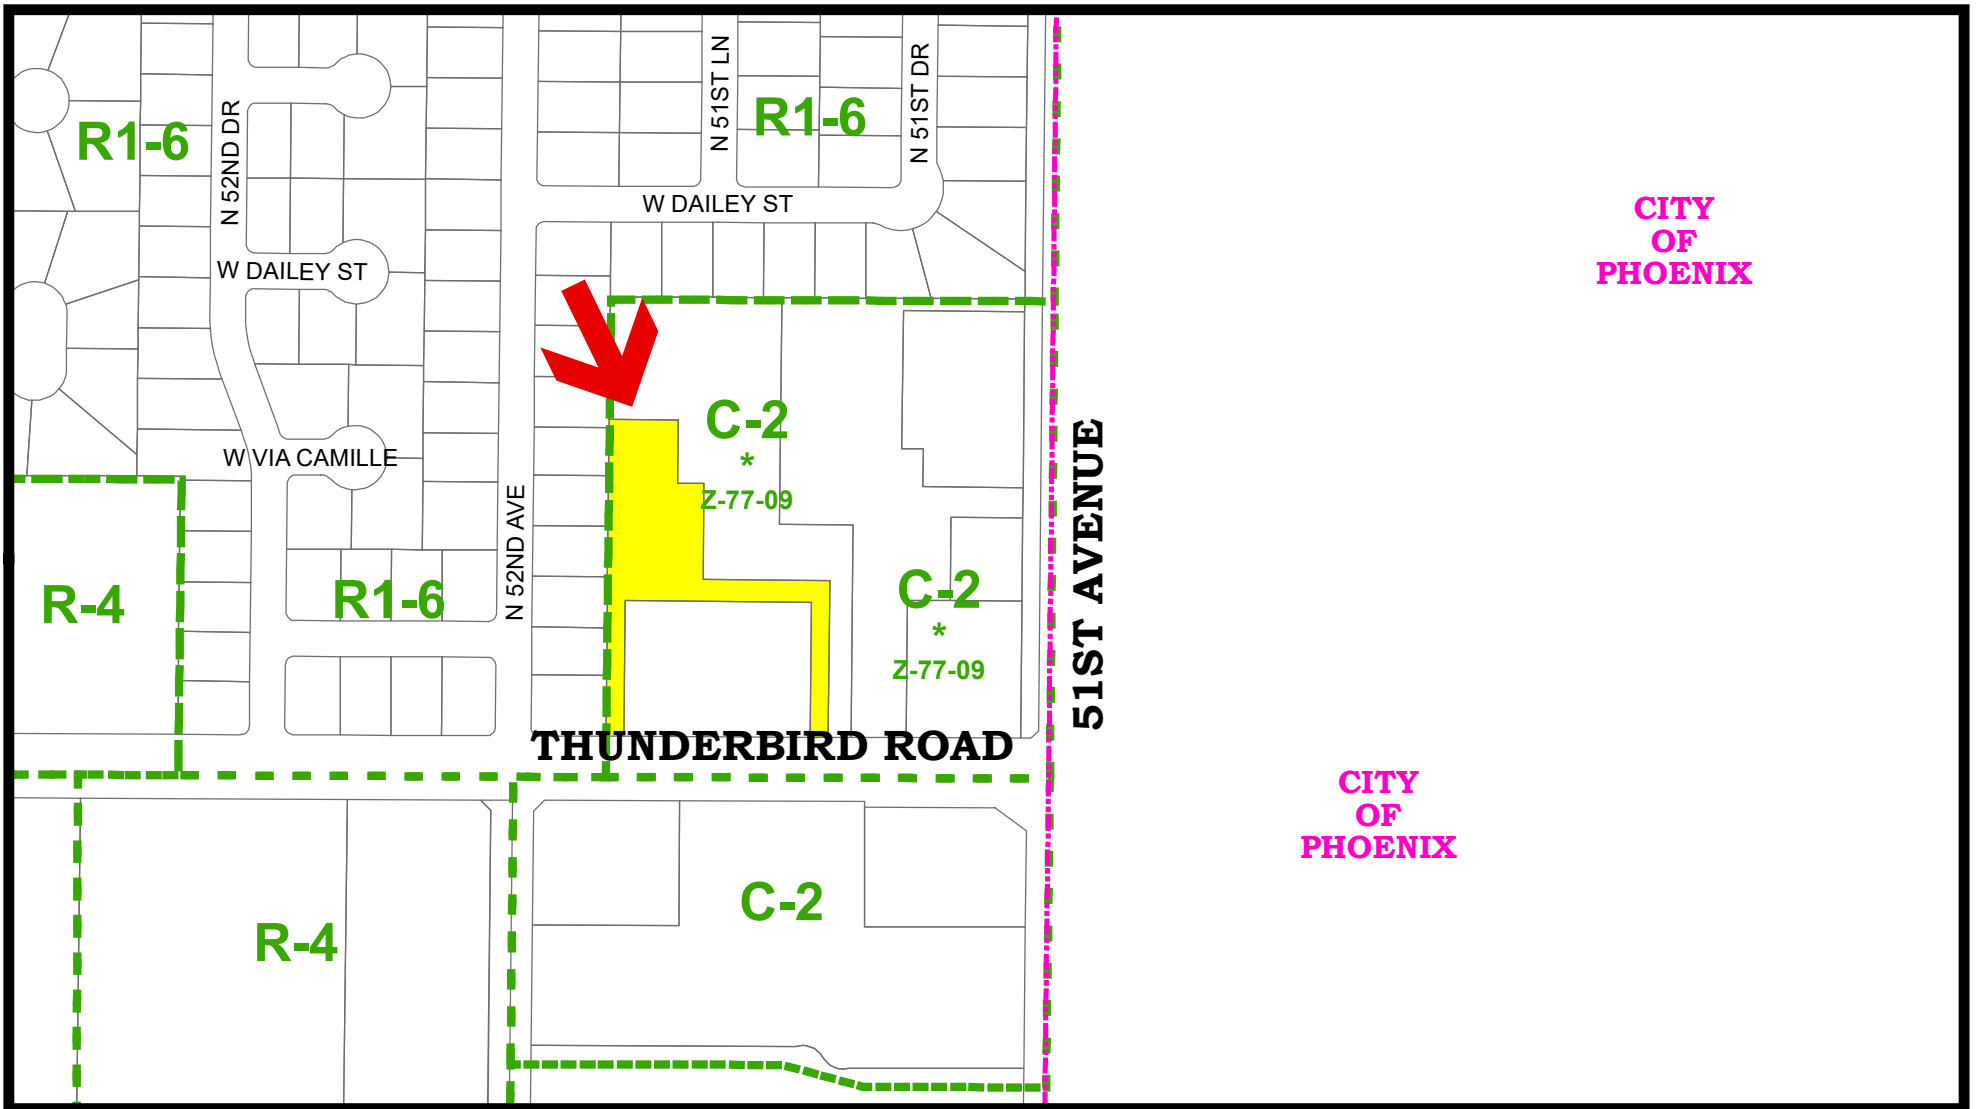 N 51ST LN
N 51ST DR
R1-6
R1-6
N 52ND DR
W DAILEY ST
CITY
OF
PHOENIX
W DAILEY ST
C-2
*
Z-77-09
W VIA CAMILLE
51ST AVENUE
N 52ND AVE
R-4
R1-6
C-2
*
Z-77-09
THUNDERBIRD ROAD
CITY
OF
PHOENIX
C-2
R-4